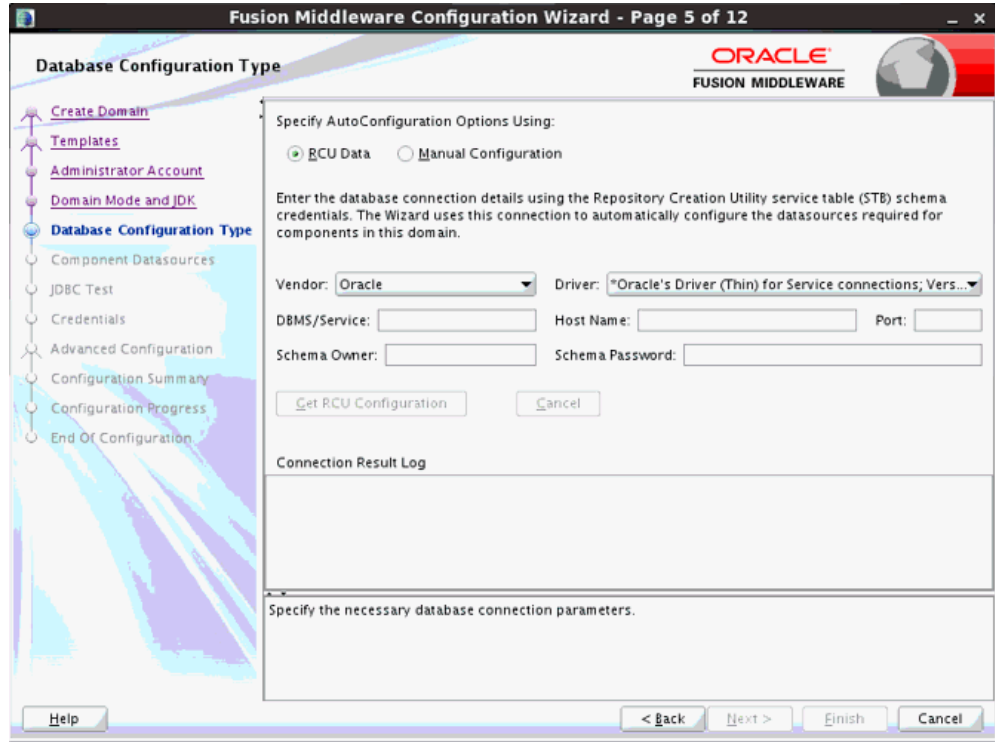 Fusion Middleware Configuration Wizard - Page 5 of 12
Database Configuration Type
ORACLE
FUSION MIDDLEWARE
Create Domain
Templates
Administrator Account
Domain Mode and JDK
Database Configuration Type
Component Datasources
JDBC Test
Credentials
Advanced Configuration
Configuration Summary
Configuration Progress
End Of Configuration
Specify AutoConfiguration Options Using:
RCU Data Manual Configuration
Enter the database connection details using the Repository Creation Utility service table (STB) schema
credentials. The Wizard uses this connection to automatically configure the datasources required for
components in this domain.
Vendor: Oracle Driver: *Oracle's Driver (Thin) for Service connections; Vers...
DBMS/Service: Host Name: Port:
Schema Owner: Schema Password:
Get RCU Configuration Cancel
Connection Result Log
Specify the necessary database connection parameters.
Help < Back Next > Finish Cancel